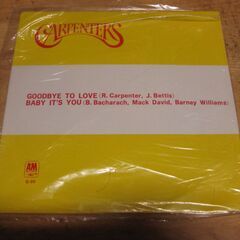 CARPENTERS
GOODBYE TO LOVE (R. Carpenter, J. Bettis)
BABY IT'S YOU (B. Bacharach, Mack David, Barney Williams)
A&M